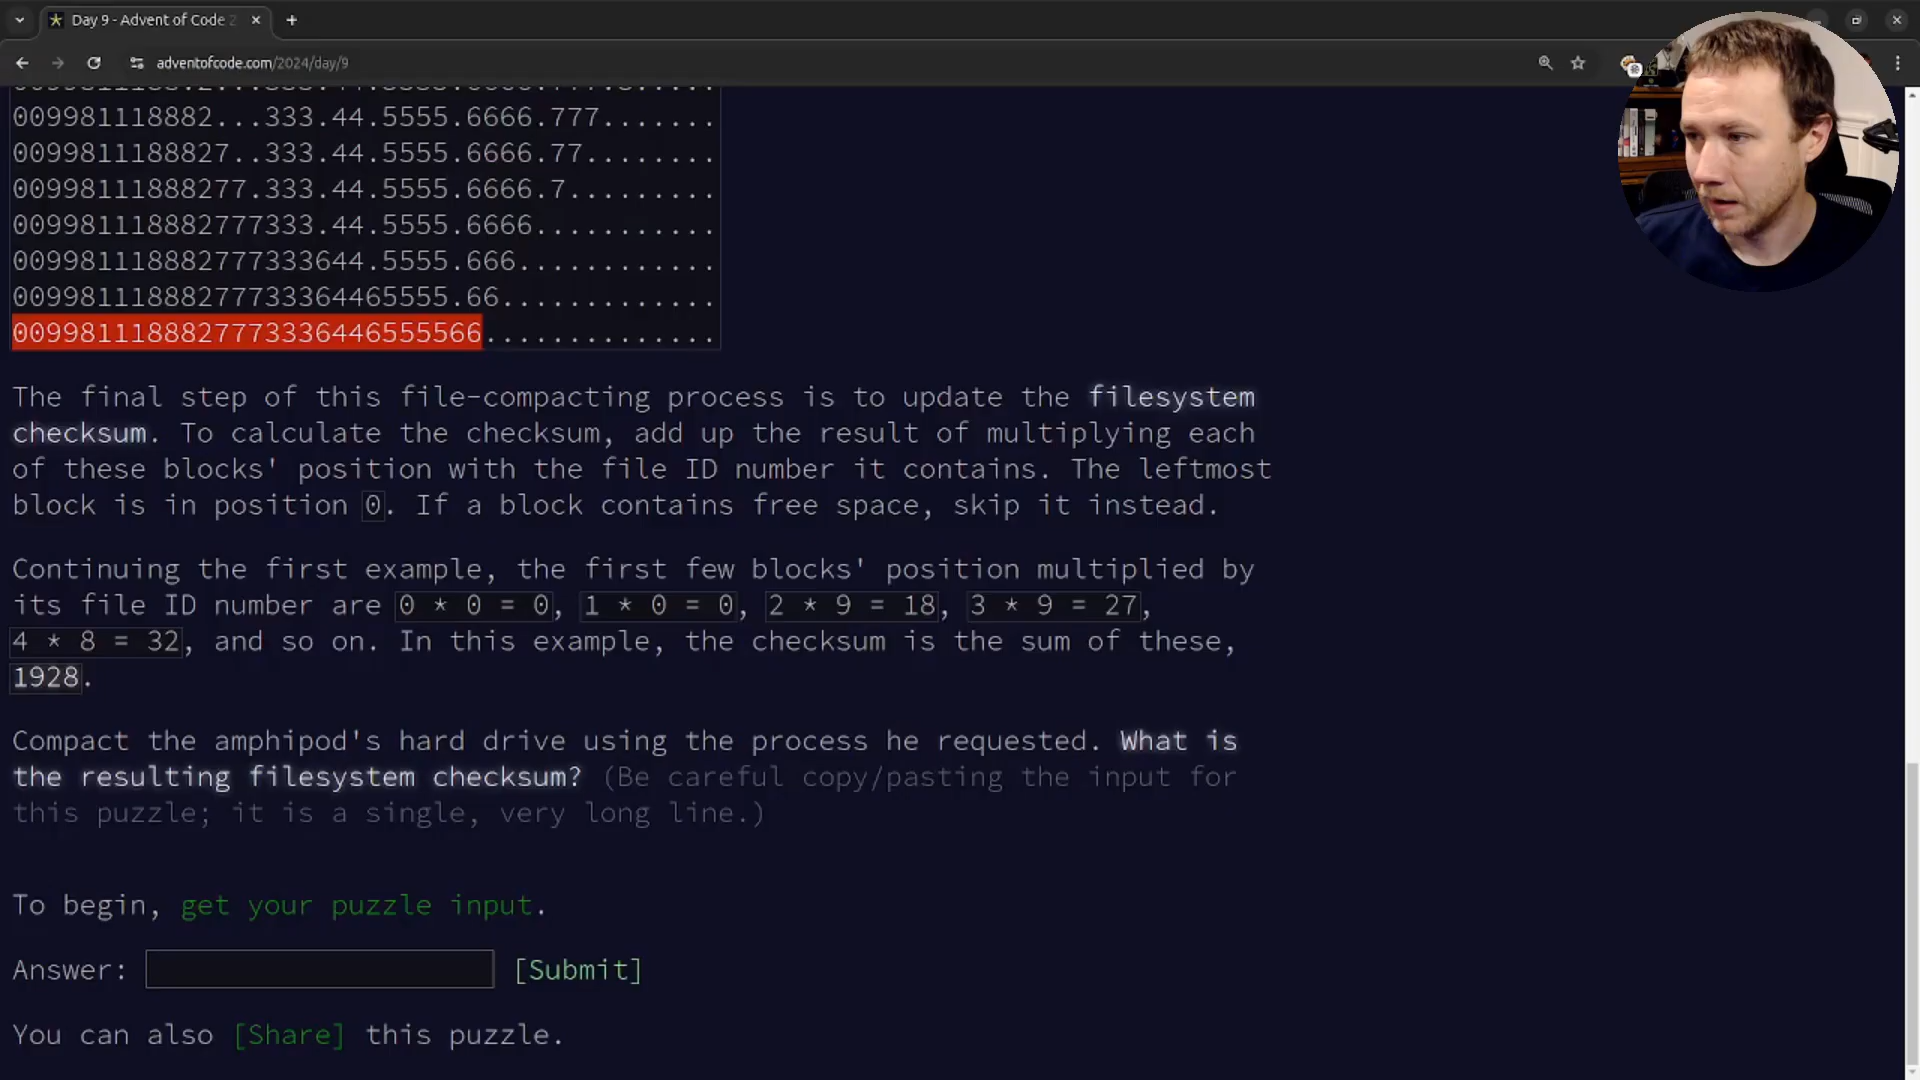 Day 9 - Advent of Code 2
adventofcode.com/2024/day/9
00998111888.2...333.44.5555.6666.777.8.....
009981118882...333.44.5555.6666.777.......
0099811188827..333.44.5555.6666.77........
00998111888277.333.44.5555.6666.7.........
009981118882777333.44.5555.6666...........
009981118882777333644.5555.666............
00998111888277733364465555.66.............
0099811188827773336446555566..............
The final step of this file-compacting process is to update the filesystem
checksum. To calculate the checksum, add up the result of multiplying each
of these blocks' position with the file ID number it contains. The leftmost
block is in position 0. If a block contains free space, skip it instead.
Continuing the first example, the first few blocks' position multiplied by
its file ID number are 0 * 0 = 0, 1 * 0 = 0, 2 * 9 = 18, 3 * 9 = 27,
4 * 8 = 32, and so on. In this example, the checksum is the sum of these,
1928.
Compact the amphipod's hard drive using the process he requested. What is
the resulting filesystem checksum? (Be careful copy/pasting the input for
this puzzle; it is a single, very long line.)
To begin, get your puzzle input.
Answer: [Submit]
You can also [Share] this puzzle.